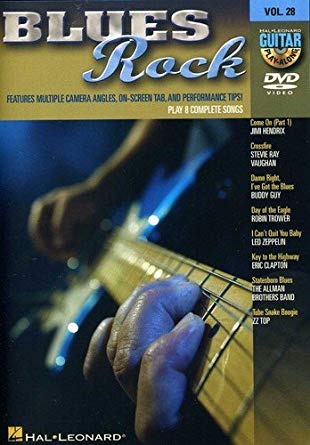 BLUES
Rock
VOL. 28
HAL•LEONARD
GUITAR
PLAY-ALONG
DVD
VIDEO
FEATURES MULTIPLE CAMERA ANGLES, ON-SCREEN TAB, AND PERFORMANCE TIPS!
PLAY 8 COMPLETE SONGS
Come On (Part 1)
JIMI HENDRIX
Crossfire
STEVIE RAY
VAUGHAN
Damn Right,
I've Got the Blues
BUDDY GUY
Day of the Eagle
ROBIN TROWER
I Can't Quit You Baby
LED ZEPPELIN
Key to the Highway
ERIC CLAPTON
Statesboro Blues
THE ALLMAN
BROTHERS BAND
Tube Snake Boogie
ZZ TOP
HAL•LEONARD®